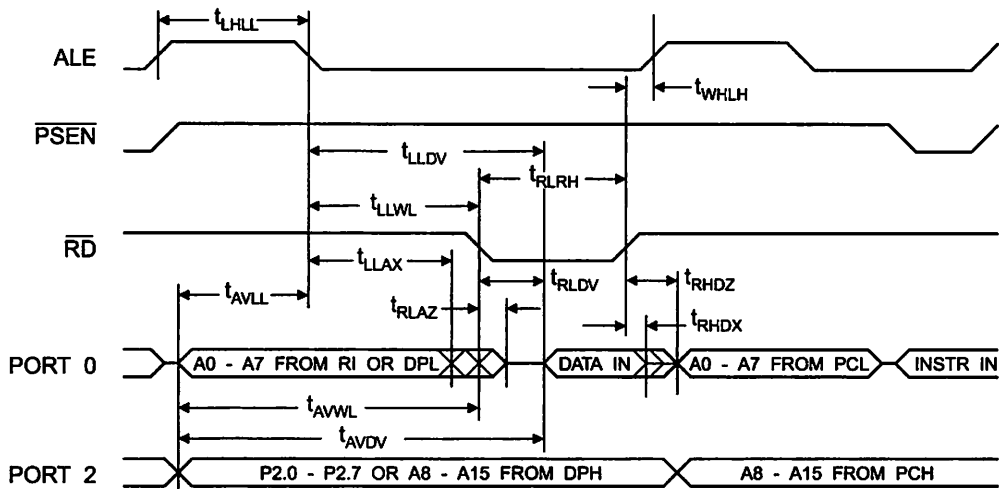 tLHLL
ALE
tWHLH
PSEN
tLLDV
tRLRH
tLLWL
RD
tLLAX
tRLDV
tRHDZ
tAVLL
tRLAZ
tRHDX
PORT 0
A0 - A7 FROM RI OR DPL
DATA IN
A0 - A7 FROM PCL
INSTR IN
tAVWL
tAVDV
PORT 2
P2.0 - P2.7 OR A8 - A15 FROM DPH
A8 - A15 FROM PCH